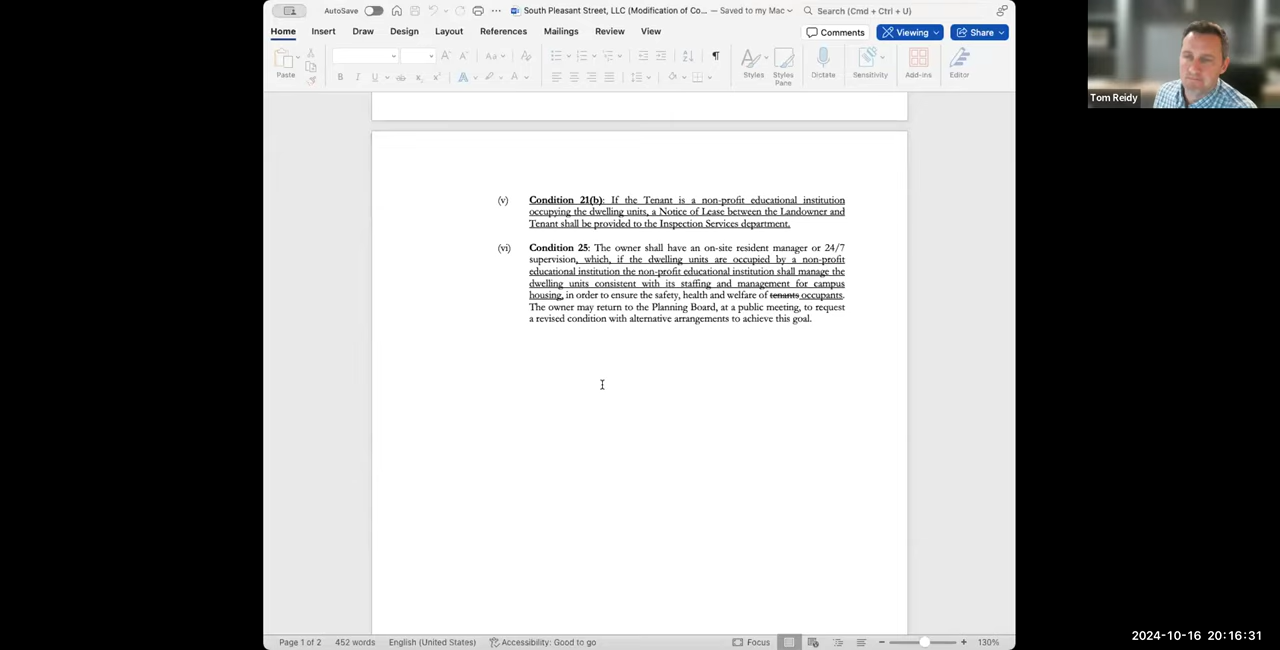 AutoSave
South Pleasant Street, LLC (Modification of Co... — Saved to my Mac
Search (Cmd + Ctrl + U)
Home Insert Draw Design Layout References Mailings Review View
Comments Viewing Share
Paste
Styles
Styles Pane
Dictate
Sensitivity
Add-ins
Editor
Tom Reidy
(v) Condition 21(b): If the Tenant is a non-profit educational institution
occupying the dwelling units, a Notice of Lease between the Landowner and
Tenant shall be provided to the Inspection Services department.
(vi) Condition 25: The owner shall have an on-site resident manager or 24/7
supervision, which, if the dwelling units are occupied by a non-profit
educational institution the non-profit educational institution shall manage the
dwelling units consistent with its staffing and management for campus
housing, in order to ensure the safety, health and welfare of tenants occupants.
The owner may return to the Planning Board, at a public meeting, to request
a revised condition with alternative arrangements to achieve this goal.
Page 1 of 2 452 words English (United States) Accessibility: Good to go Focus 130%
2024-10-16 20:16:31